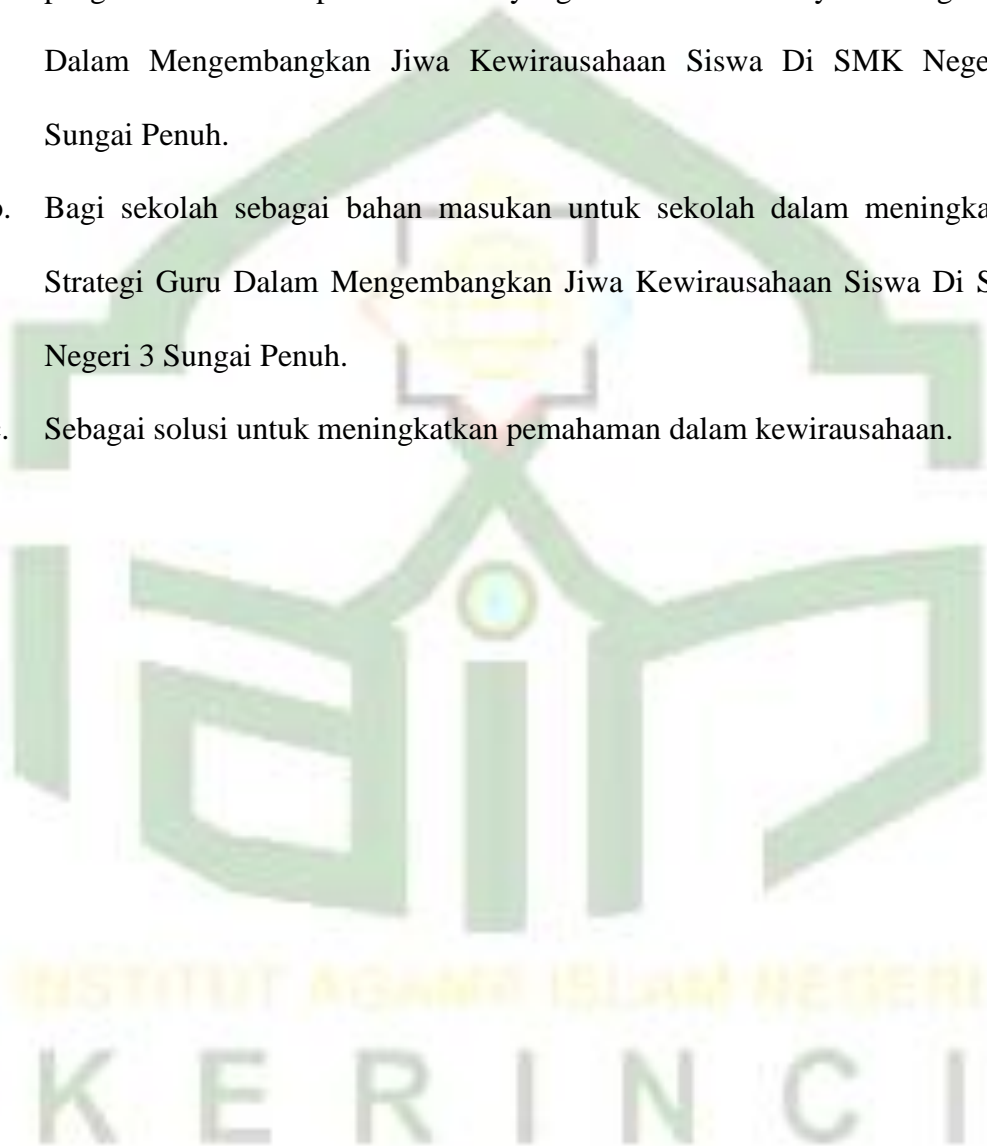 Dalam Mengembangkan Jiwa Kewirausahaan Siswa Di SMK Nege
Sungai Penuh.
Bagi sekolah sebagai bahan masukan untuk sekolah dalam meningka
Strategi Guru Dalam Mengembangkan Jiwa Kewirausahaan Siswa Di S
Negeri 3 Sungai Penuh.
Sebagai solusi untuk meningkatkan pemahaman dalam kewirausahaan.
iain
INSTITUT AGAMA ISLAM NEGERI
KERINCI